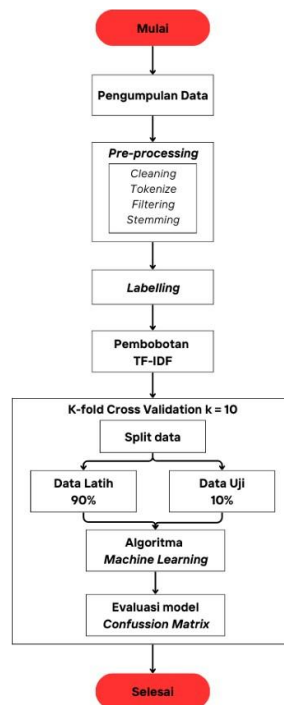 Mulai
Pengumpulan Data
Pre-processing
Cleaning
Tokenize
Filtering
Stemming
Labelling
Pembobotan
TF-IDF
K-fold Cross Validation k = 10
Split data
Data Latih
90%
Data Uji
10%
Algoritma
Machine Learning
Evaluasi model
Confussion Matrix
Selesai